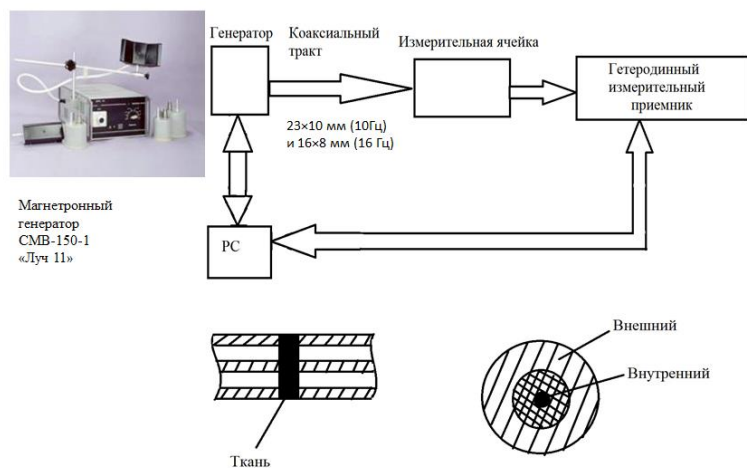 Генератор
Коаксиальный
тракт
Измерительная ячейка
Гетеродинный
измерительный
приемник
23×10 мм (10Гц)
и 16×8 мм (16 Гц)
Магнетронный
генератор
СМВ-150-1
«Луч 11»
PC
Внешний
Внутренний
Ткань